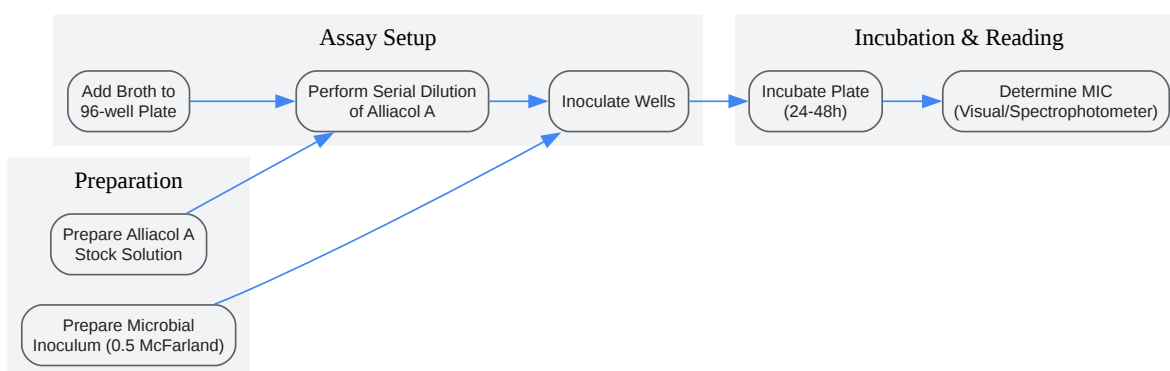 Assay Setup
Add Broth to
96-well Plate
Perform Serial Dilution
of Alliacol A
Inoculate Wells
Incubation & Reading
Incubate Plate
(24-48h)
Determine MIC
(Visual/Spectrophotometer)
Preparation
Prepare Alliacol A
Stock Solution
Prepare Microbial
Inoculum (0.5 McFarland)